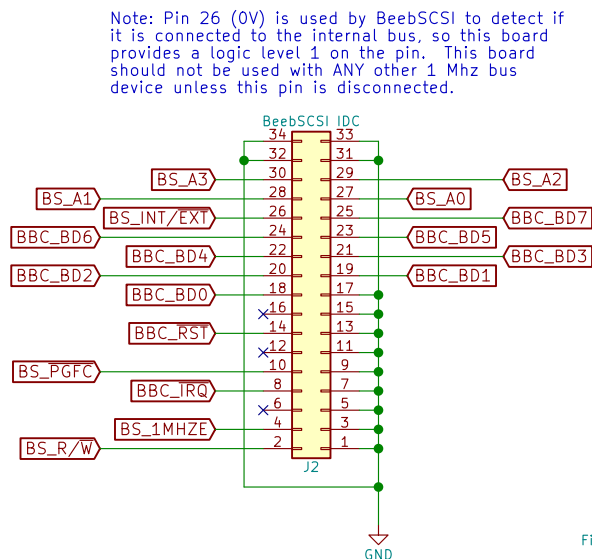 Note: Pin 26 (0V) is used by BeebSCSI to detect if
it is connected to the internal bus, so this board
provides a logic level 1 on the pin.  This board
should not be used with ANY other 1 Mhz bus
device unless this pin is disconnected.
BeebSCSI IDC
34 33
32 31
BS_A3 30 29 BS_A2
BS_A1 28 27 BS_A0
BS_INT/EXT 26 25 BBC_BD7
BBC_BD6 24 23 BBC_BD5
BBC_BD4 22 21 BBC_BD3
BBC_BD2 20 19 BBC_BD1
BBC_BD0 18 17
16 15
BBC_RST 14 13
12 11
BS_PGFC 10 9
BBC_IRQ 8 7
6 5
BS_1MHZE 4 3
BS_R/W 2 1
J2
GND
Fi